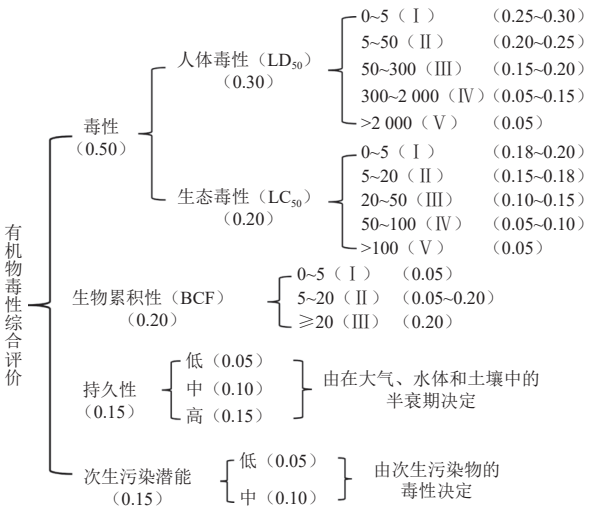 有机物毒性综合评价
毒性
（0.50）
人体毒性（LD50）
（0.30）
0~5（Ⅰ） （0.25~0.30）
5~50（Ⅱ） （0.20~0.25）
50~300（Ⅲ） （0.15~0.20）
300~2 000（Ⅳ）（0.05~0.15）
>2 000（Ⅴ） （0.05）
生态毒性（LC50）
（0.20）
0~5（Ⅰ） （0.18~0.20）
5~20（Ⅱ） （0.15~0.18）
20~50（Ⅲ） （0.10~0.15）
50~100（Ⅳ） （0.05~0.10）
>100（Ⅴ） （0.05）
生物累积性（BCF）
（0.20）
0~5（Ⅰ） （0.05）
5~20（Ⅱ） （0.05~0.20）
≥20（Ⅲ） （0.20）
持久性
（0.15）
低（0.05）
中（0.10）
高（0.15）
由在大气、水体和土壤中的
半衰期决定
次生污染潜能
（0.15）
低（0.05）
中（0.10）
由次生污染物的
毒性决定